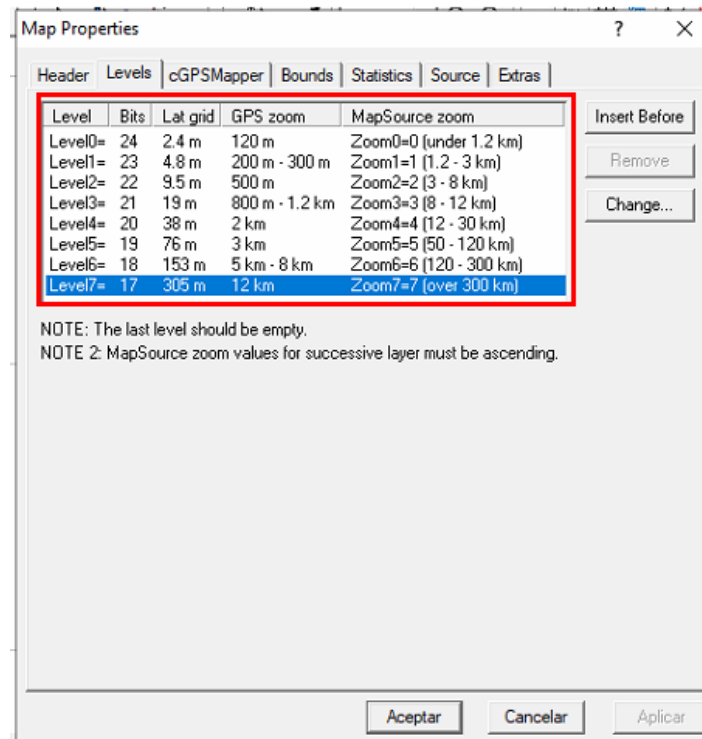 Map Properties ? X
Header Levels cGPSMapper Bounds Statistics Source Extras
Level Bits Lat grid GPS zoom MapSource zoom Insert Before
Level0= 24 2.4 m 120 m Zoom0=0 (under 1.2 km)
Level1= 23 4.8 m 200 m - 300 m Zoom1=1 (1.2 - 3 km) Remove
Level2= 22 9.5 m 500 m Zoom2=2 (3 - 8 km)
Level3= 21 19 m 800 m - 1.2 km Zoom3=3 (8 - 12 km) Change...
Level4= 20 38 m 2 km Zoom4=4 (12 - 30 km)
Level5= 19 76 m 3 km Zoom5=5 (50 - 120 km)
Level6= 18 153 m 5 km - 8 km Zoom6=6 (120 - 300 km)
Level7= 17 305 m 12 km Zoom7=7 (over 300 km)
NOTE: The last level should be empty.
NOTE 2: MapSource zoom values for successive layer must be ascending.
Aceptar Cancelar Aplicar